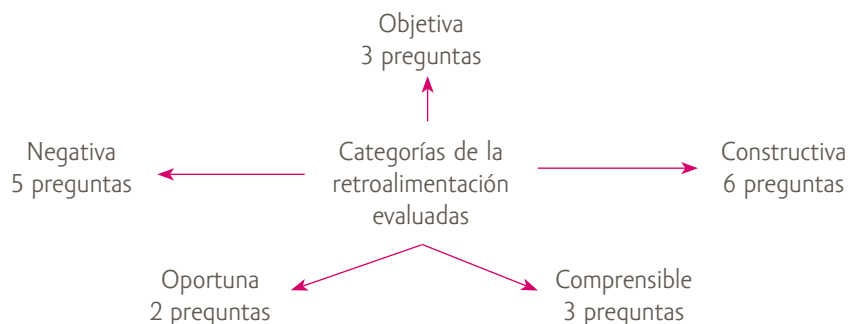 Objetiva
3 preguntas
Negativa
5 preguntas
Categorías de la
retroalimentación
evaluadas
Constructiva
6 preguntas
Oportuna
2 preguntas
Comprensible
3 preguntas